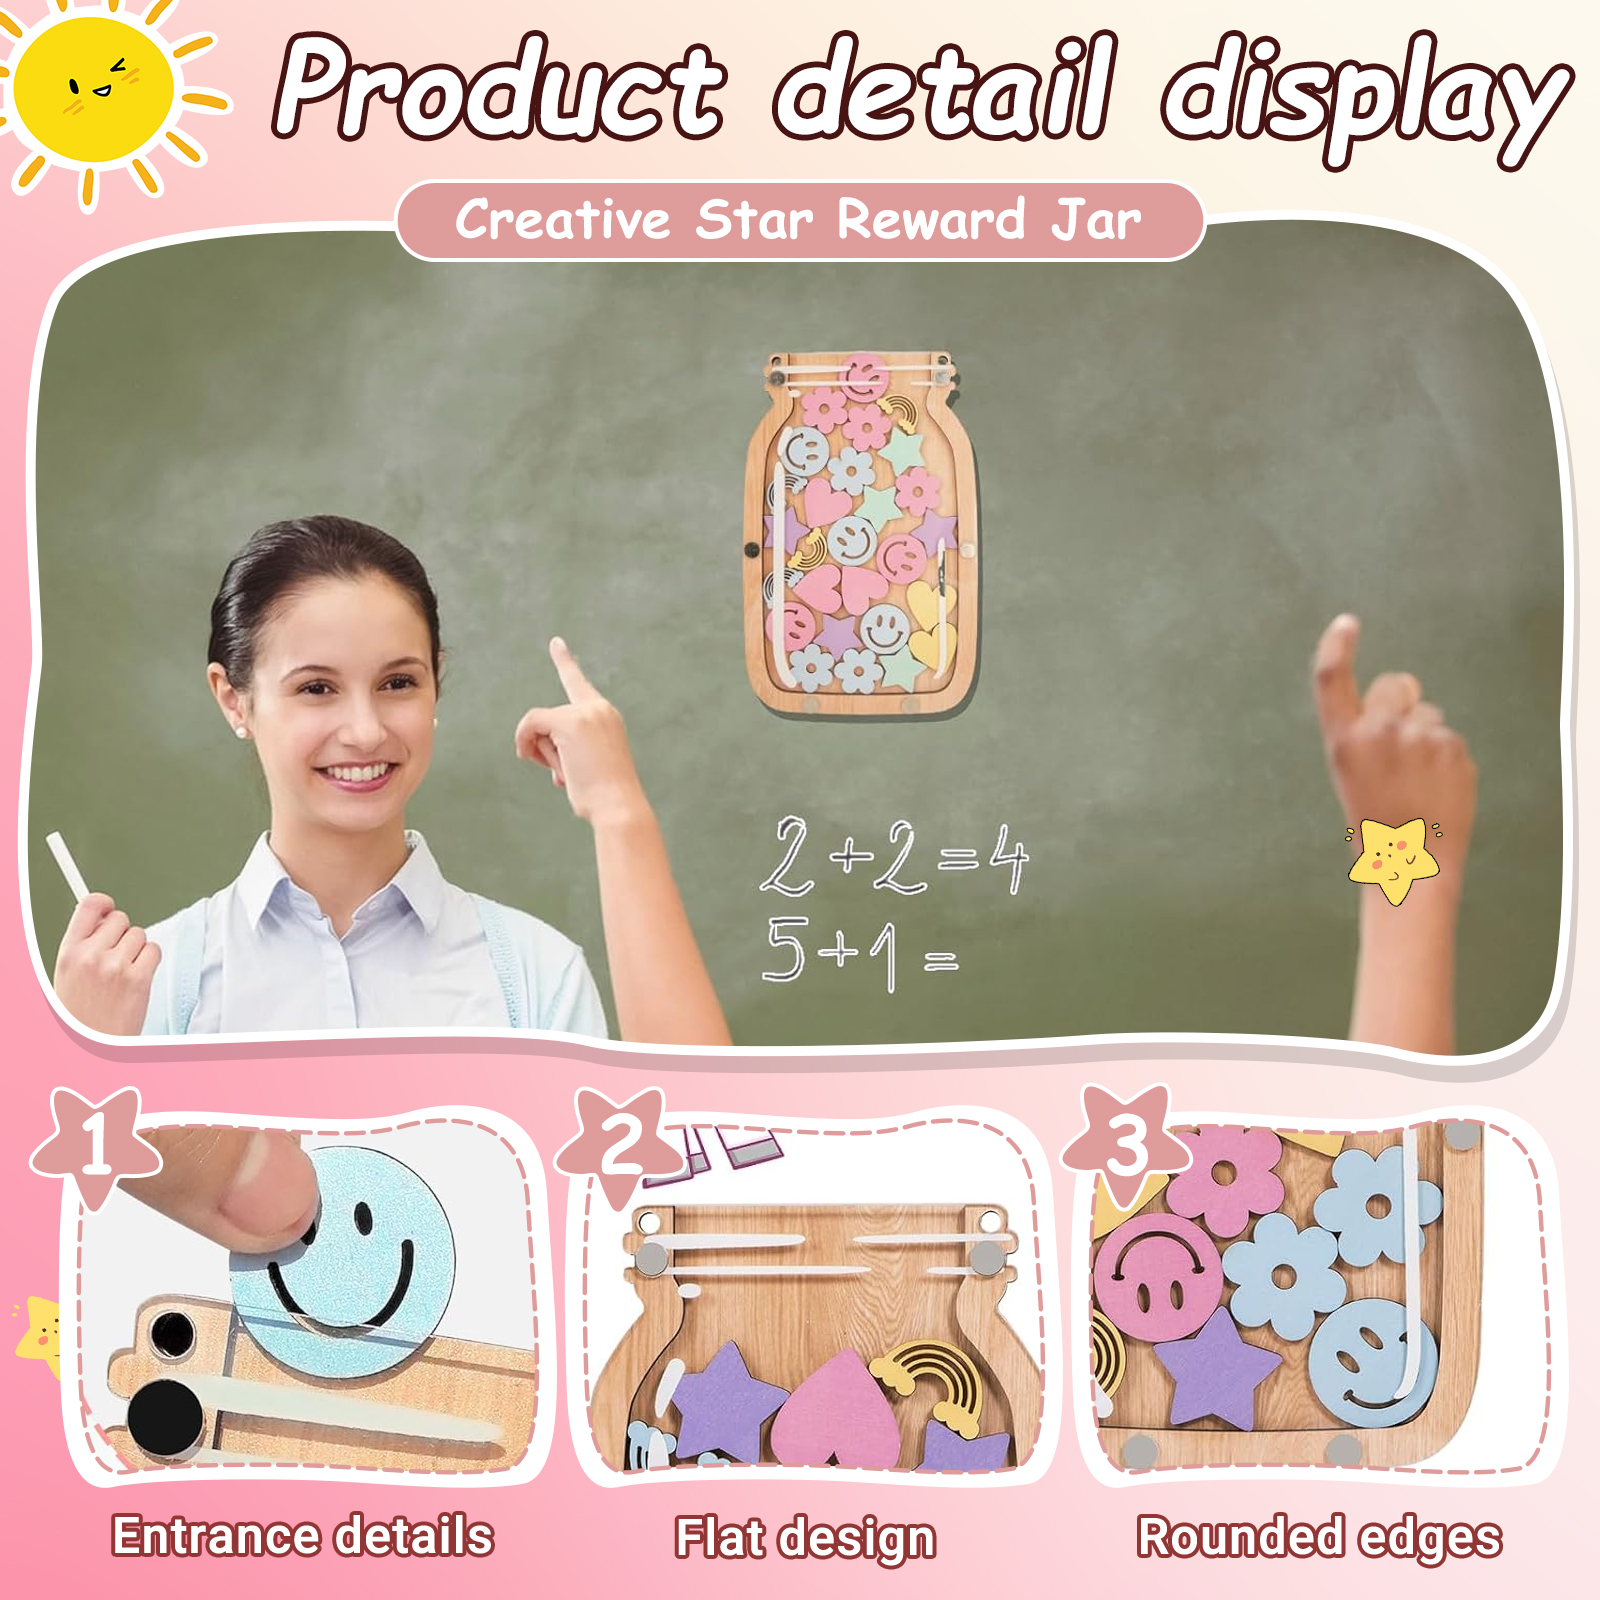 Product detail display
Creative Star Reward Jar
2+2=4
5+1=
1
2
3
Entrance details
Flat design
Rounded edges